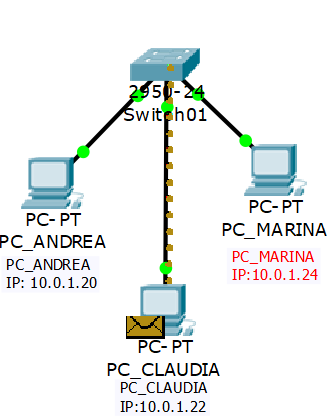 2950-24
Switch01
PC-PT
PC_ANDREA
PC_ANDREA
IP: 10.0.1.20
PC-PT
PC_MARINA
PC_MARINA
IP:10.0.1.24
PC-PT
PC_CLAUDIA
PC_CLAUDIA
IP:10.0.1.22